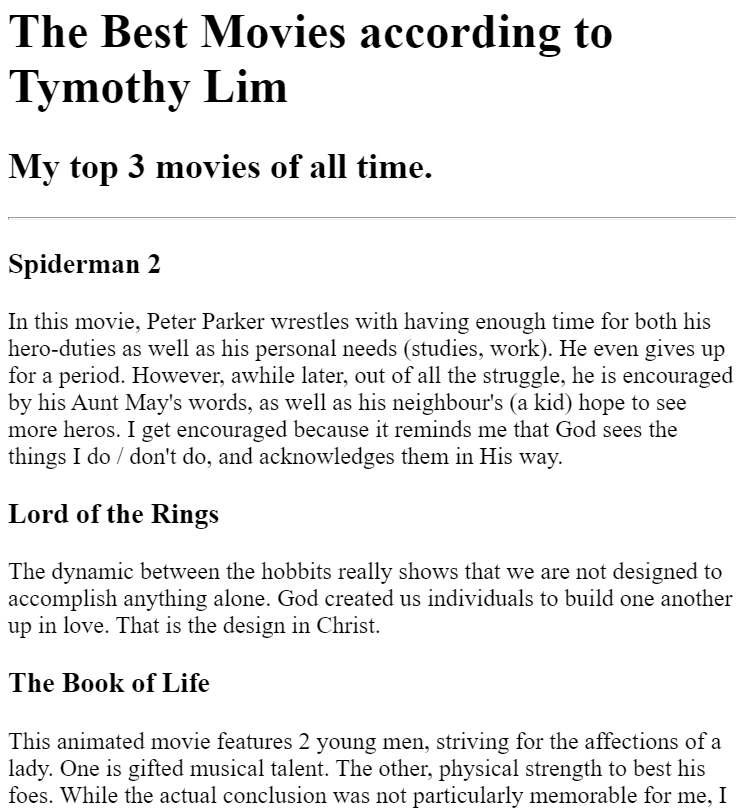 The Best Movies according to
Tymothy Lim
My top 3 movies of all time.
Spiderman 2
In this movie, Peter Parker wrestles with having enough time for both his
hero-duties as well as his personal needs (studies, work). He even gives up
for a period. However, awhile later, out of all the struggle, he is encouraged
by his Aunt May's words, as well as his neighbour's (a kid) hope to see
more heros. I get encouraged because it reminds me that God sees the
things I do / don't do, and acknowledges them in His way.
Lord of the Rings
The dynamic between the hobbits really shows that we are not designed to
accomplish anything alone. God created us individuals to build one another
up in love. That is the design in Christ.
The Book of Life
This animated movie features 2 young men, striving for the affections of a
lady. One is gifted musical talent. The other, physical strength to best his
foes. While the actual conclusion was not particularly memorable for me, I